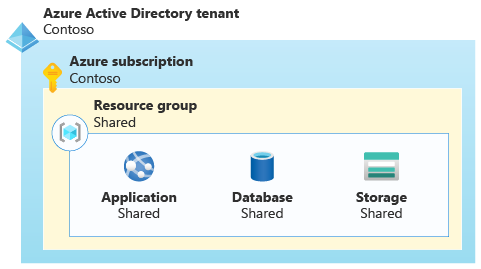 Azure Active Directory tenant
Contoso
Azure subscription
Contoso
Resource group
Shared
Application
Shared
Database
Shared
Storage
Shared